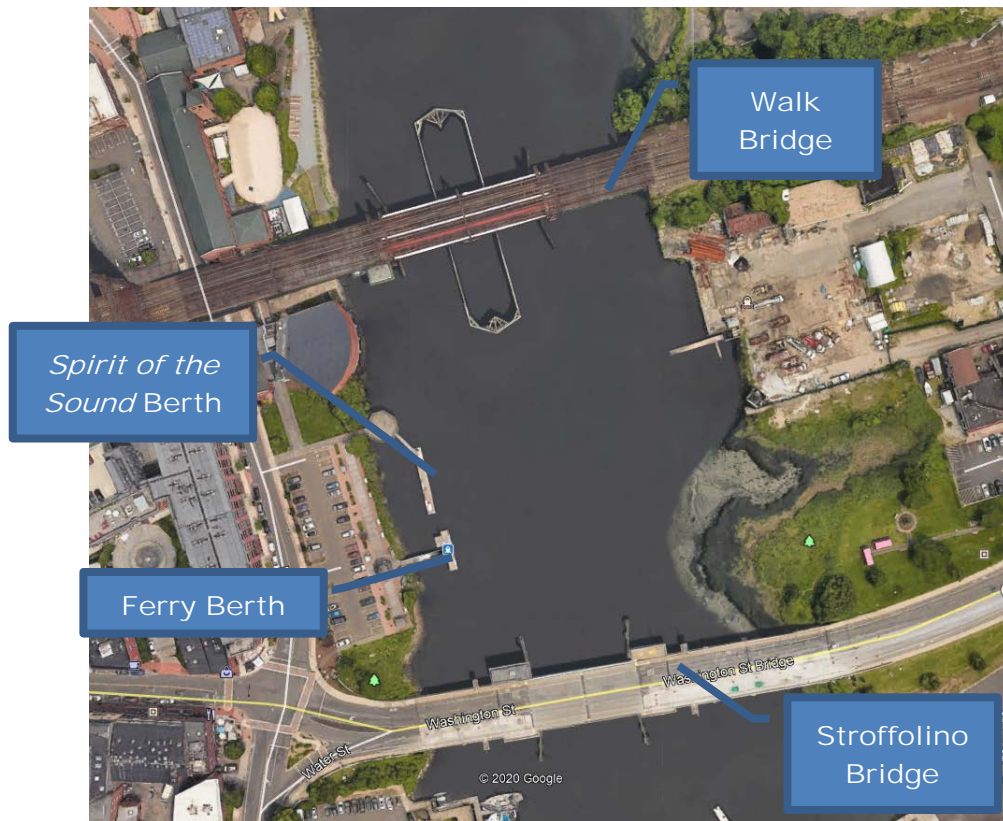 Walk
Bridge
Spirit of the
Sound Berth
Ferry Berth
Washington St Bridge
Washington St
Water St
Stroffolino
Bridge
© 2020 Google